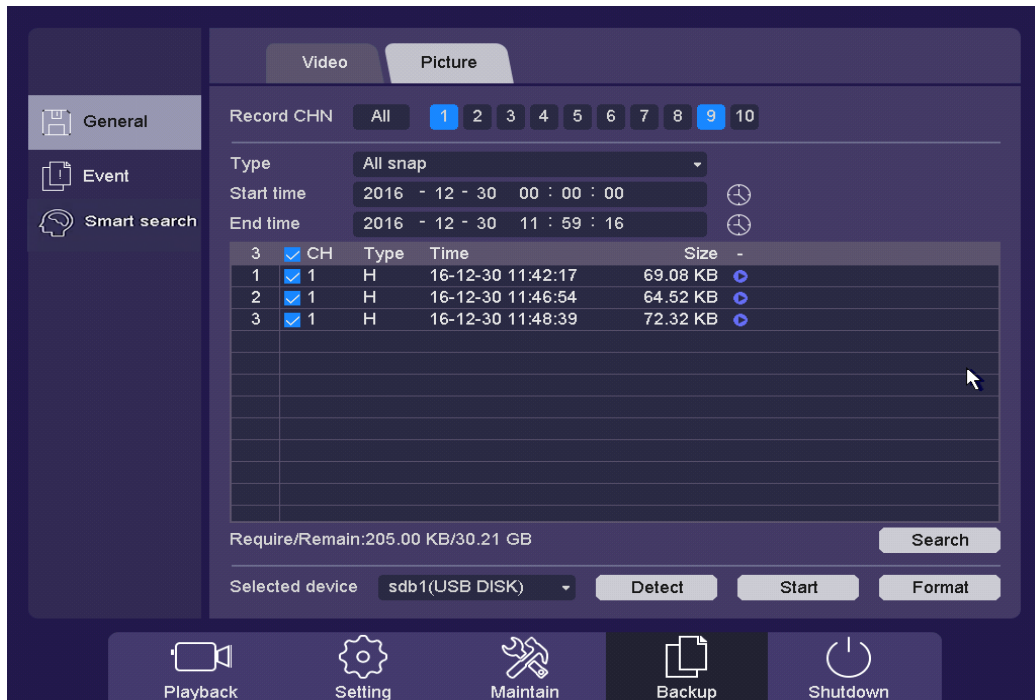 Video Picture
General
Event
Smart search
Record CHN All 1 2 3 4 5 6 7 8 9 10
Type All snap
Start time 2016 - 12 - 30 00 : 00 : 00
End time 2016 - 12 - 30 11 : 59 : 16
3 CH Type Time Size -
1 1 H 16-12-30 11:42:17 69.08 KB
2 1 H 16-12-30 11:46:54 64.52 KB
3 1 H 16-12-30 11:48:39 72.32 KB
Require/Remain:205.00 KB/30.21 GB
Search
Selected device sdb1(USB DISK) Detect Start Format
Playback Setting Maintain Backup Shutdown